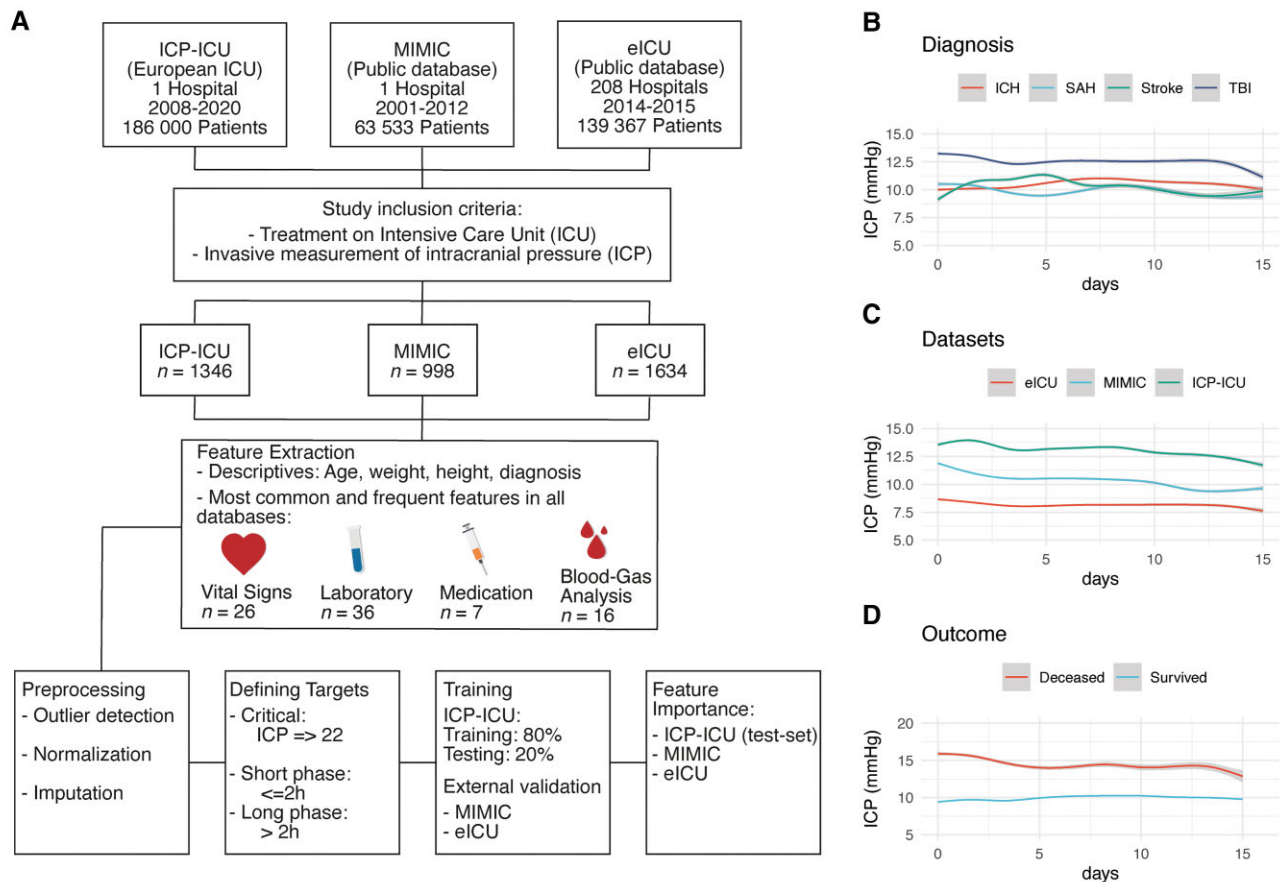 A
ICP-ICU
(European ICU)
1 Hospital
2008-2020
186 000 Patients
MIMIC
(Public database)
1 Hospital
2001-2012
63 533 Patients
eICU
(Public database)
208 Hospitals
2014-2015
139 367 Patients
Study inclusion criteria:
- Treatment on Intensive Care Unit (ICU)
- Invasive measurement of intracranial pressure (ICP)
ICP-ICU
n = 1346
MIMIC
n = 998
eICU
n = 1634
Feature Extraction
- Descriptives: Age, weight, height, diagnosis
- Most common and frequent features in all
databases:
Vital Signs
n = 26
Laboratory
n = 36
Medication
n = 7
Blood-Gas
Analysis
n = 16
Preprocessing
- Outlier detection
- Normalization
- Imputation
Defining Targets
- Critical:
ICP => 22
- Short phase:
<=2h
- Long phase:
> 2h
Training
ICP-ICU:
Training: 80%
Testing: 20%
External validation
- MIMIC
- eICU
Feature
Importance:
- ICP-ICU (test-set)
- MIMIC
- eICU
B
Diagnosis
ICH SAH Stroke TBI
ICP (mmHg)
15.0
12.5
10.0
7.5
5.0
0 5 10 15
days
C
Datasets
eICU MIMIC ICP-ICU
ICP (mmHg)
15.0
12.5
10.0
7.5
5.0
0 5 10 15
days
D
Outcome
Deceased Survived
ICP (mmHg)
20
15
10
5
0 5 10 15
days